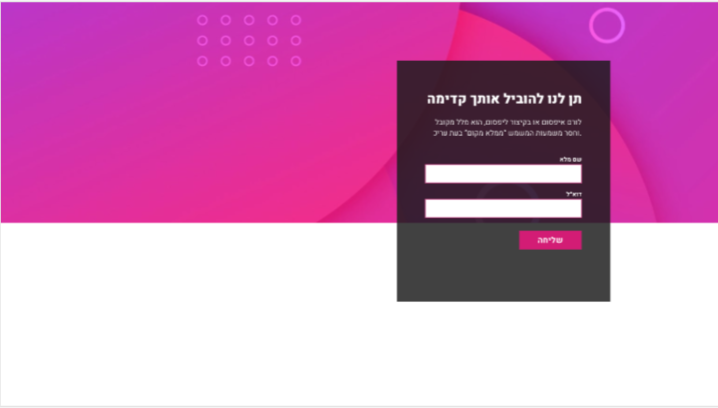 תן לנו להוביל אותך קדימה
לורם איפסום או בקיצור ליפסום, הוא מלל מקובל
וחסר משמעות המשמש "ממלא מקום" בעת עריכ.
שם מלא
דוא"ל
שליחה